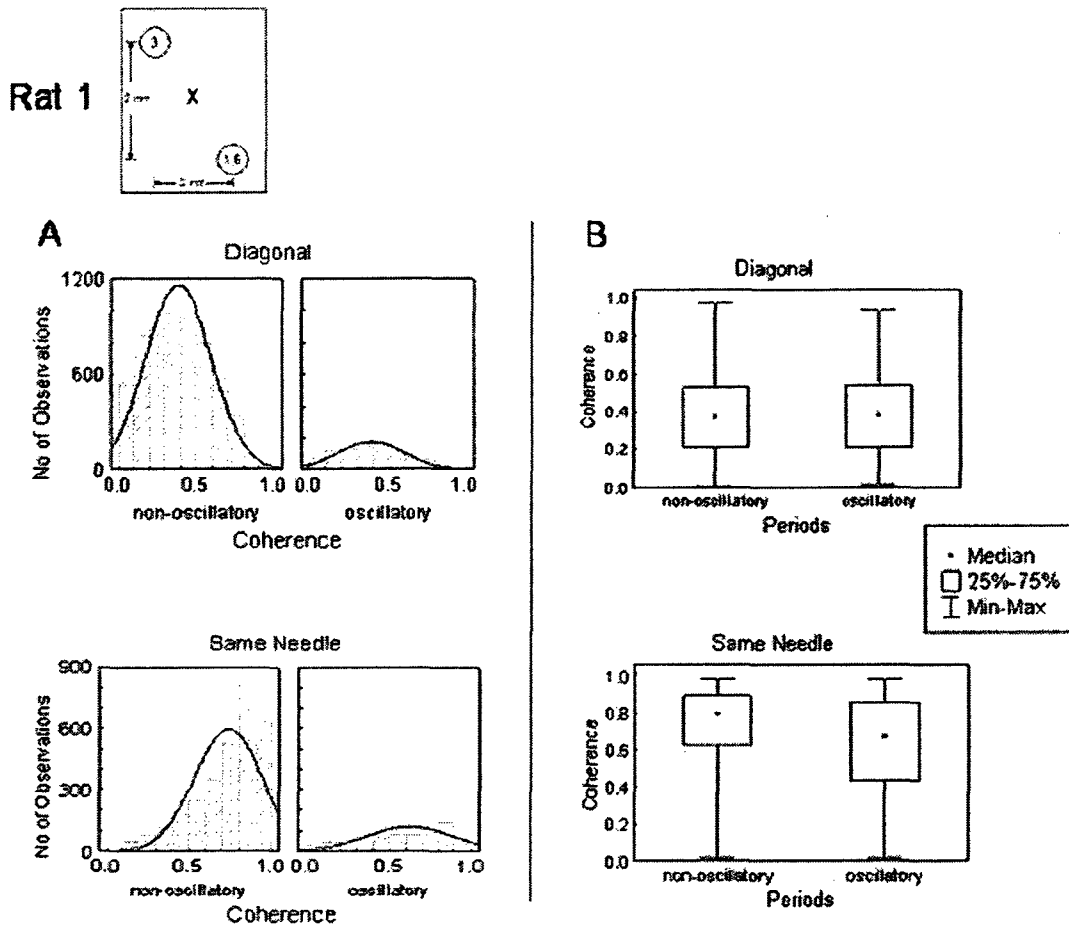 Rat 1
3
X
A
Diagonal
No of Observations
1200
600
0
0.0 0.5 1.0
non-oscillatory
0.0 0.5 1.0
oscillatory
Coherence
Same Needle
No of Observations
900
600
300
0
0.0 0.5 1.0
non-oscillatory
0.0 0.5 1.0
oscillatory
Coherence
B
Diagonal
Coherence
1.0
0.8
0.6
0.4
0.2
0.0
non-oscillatory
oscillatory
Periods
Median
25%-75%
Min-Max
Same Needle
Coherence
1.0
0.8
0.6
0.4
0.2
0.0
non-oscillatory
oscillatory
Periods